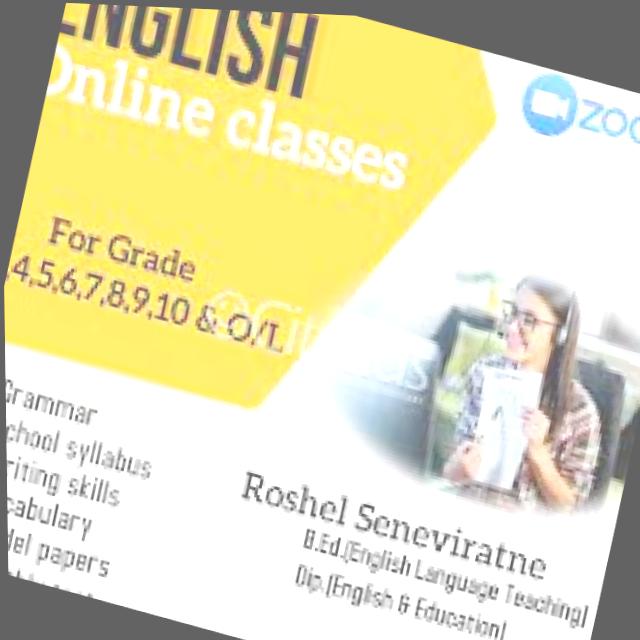 ENGLISH
Online classes
zoo
For Grade
4,5,6,7,8,9,10 & O/L
Grammar
chool syllabus
riting skills
cabulary
del papers
Roshel Seneviratne
B.Ed.(English Language Teaching)
Dip.(English & Education)